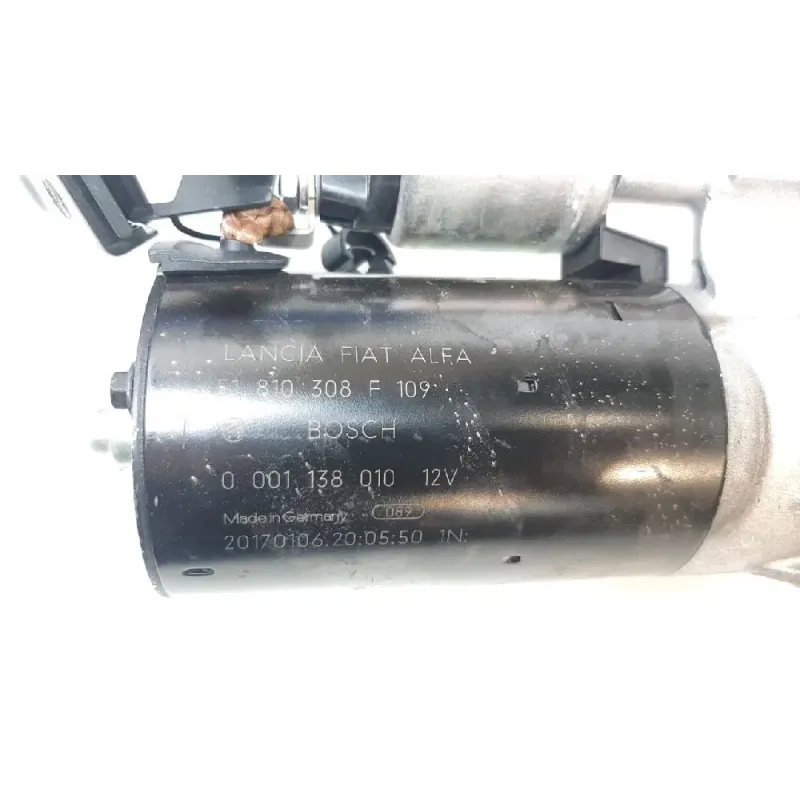 LANCIA FIAT ALFA
51 810 308 F 109
BOSCH
0 001 138 010 12V
Made in Germany 089
20170106.20:05:50 1N